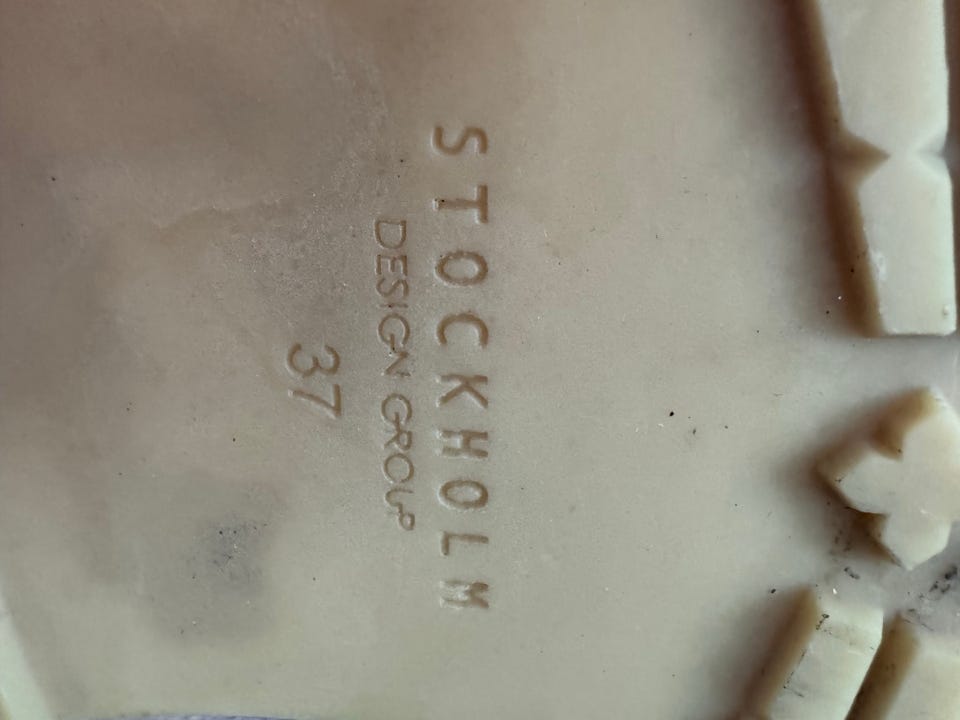 STOCKHOLM
DESIGN GROUP
37